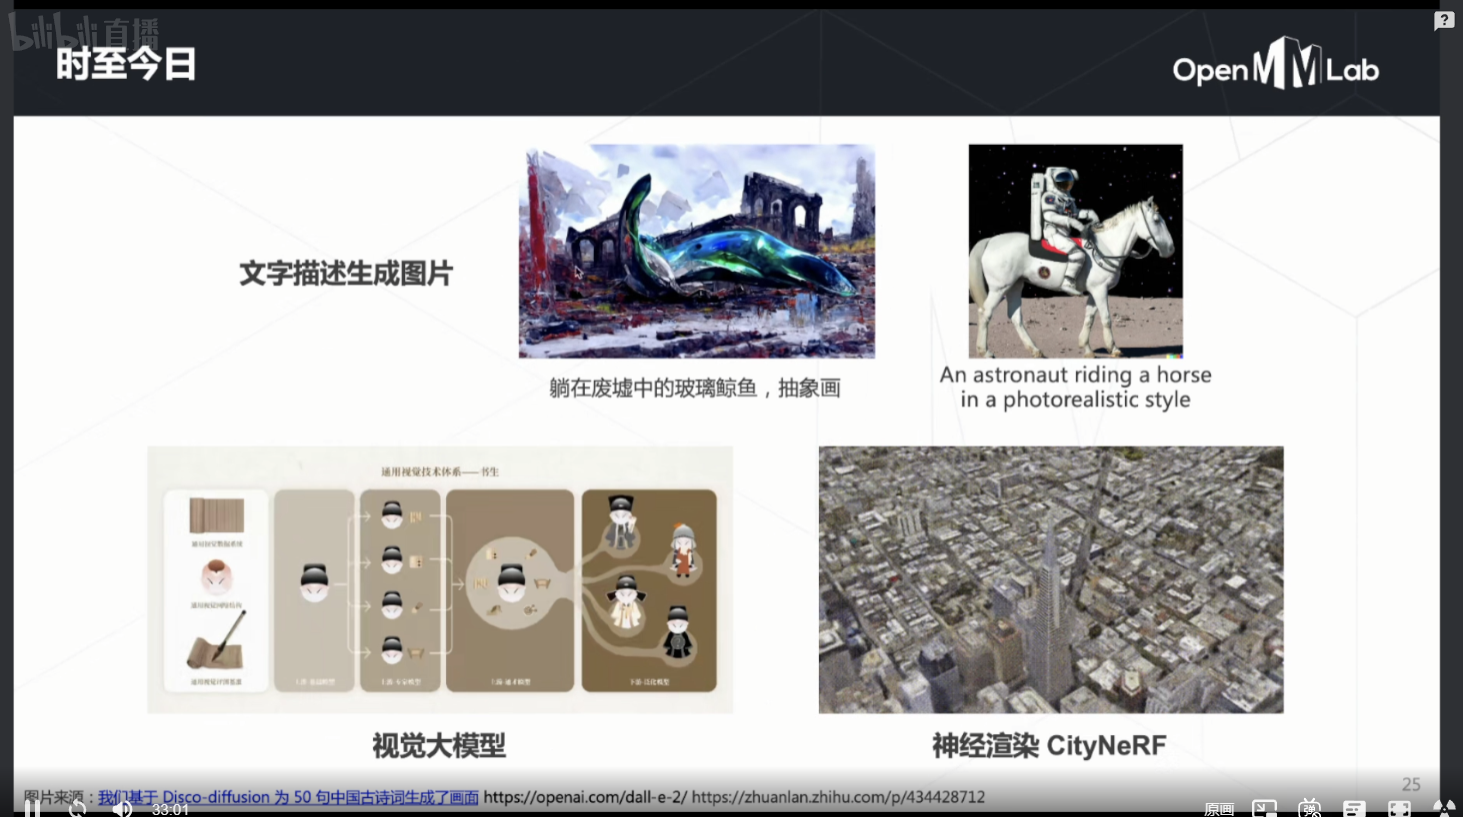 bilibili直播
时至今日
OpenMMLab
文字描述生成图片
躺在废墟中的玻璃鲸鱼，抽象画
An astronaut riding a horse
in a photorealistic style
通用视觉技术体系——书生
视觉大模型
神经渲染 CityNeRF
25
图片来源：我们基于 Disco-diffusion 为 50 句中国古诗词生成了画面 https://openai.com/dall-e-2/ https://zhuanlan.zhihu.com/p/434428712
33:01
原画
弹